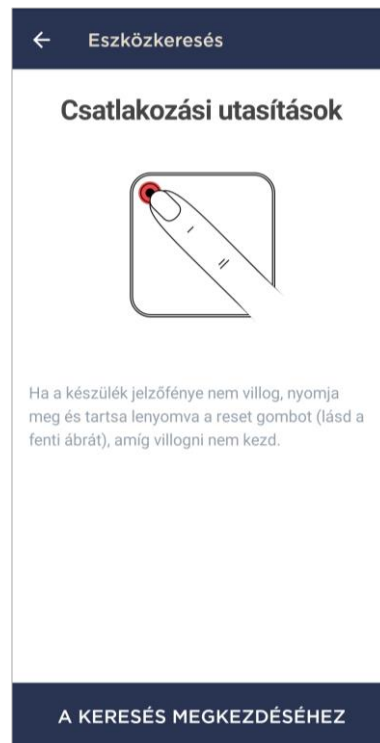 Eszközkeresés
Csatlakozási utasítások
Ha a készülék jelzőfénye nem villog, nyomja
meg és tartsa lenyomva a reset gombot (lásd a
fenti ábrát), amíg villogni nem kezd.
A KERESÉS MEGKEZDÉSÉHEZ